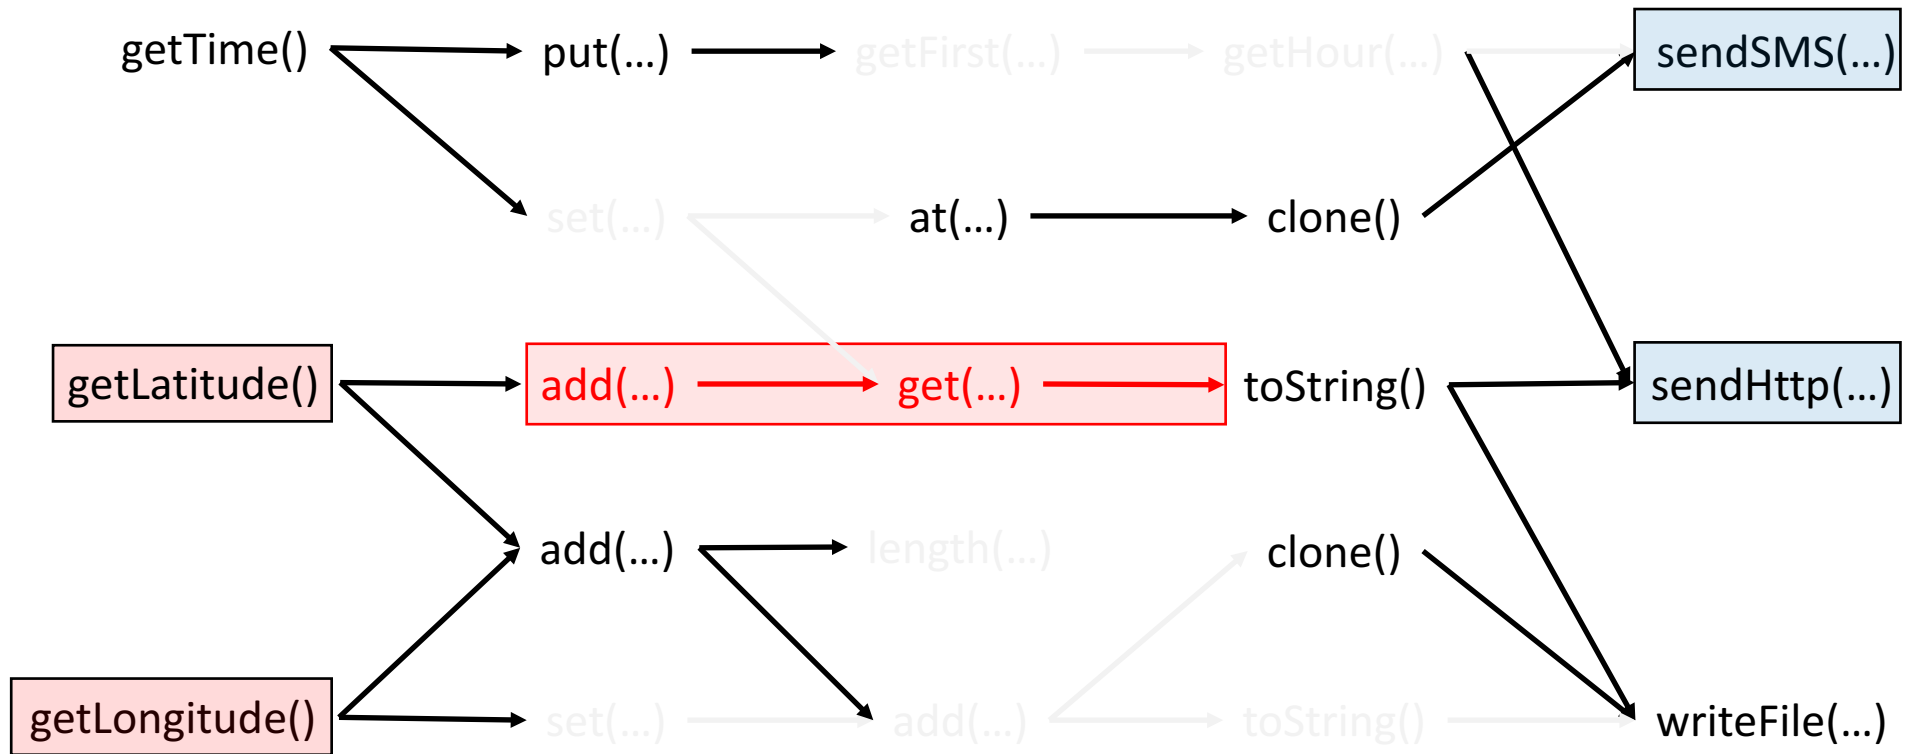 getTime() put(…) getFirst(…) getHour(…) sendSMS(…)
set(…) at(…) clone()
getLatitude() add(…) get(…) toString() sendHttp(…)
add(…) length(…) clone()
getLongitude() set(…) add(…) toString() writeFile(…)